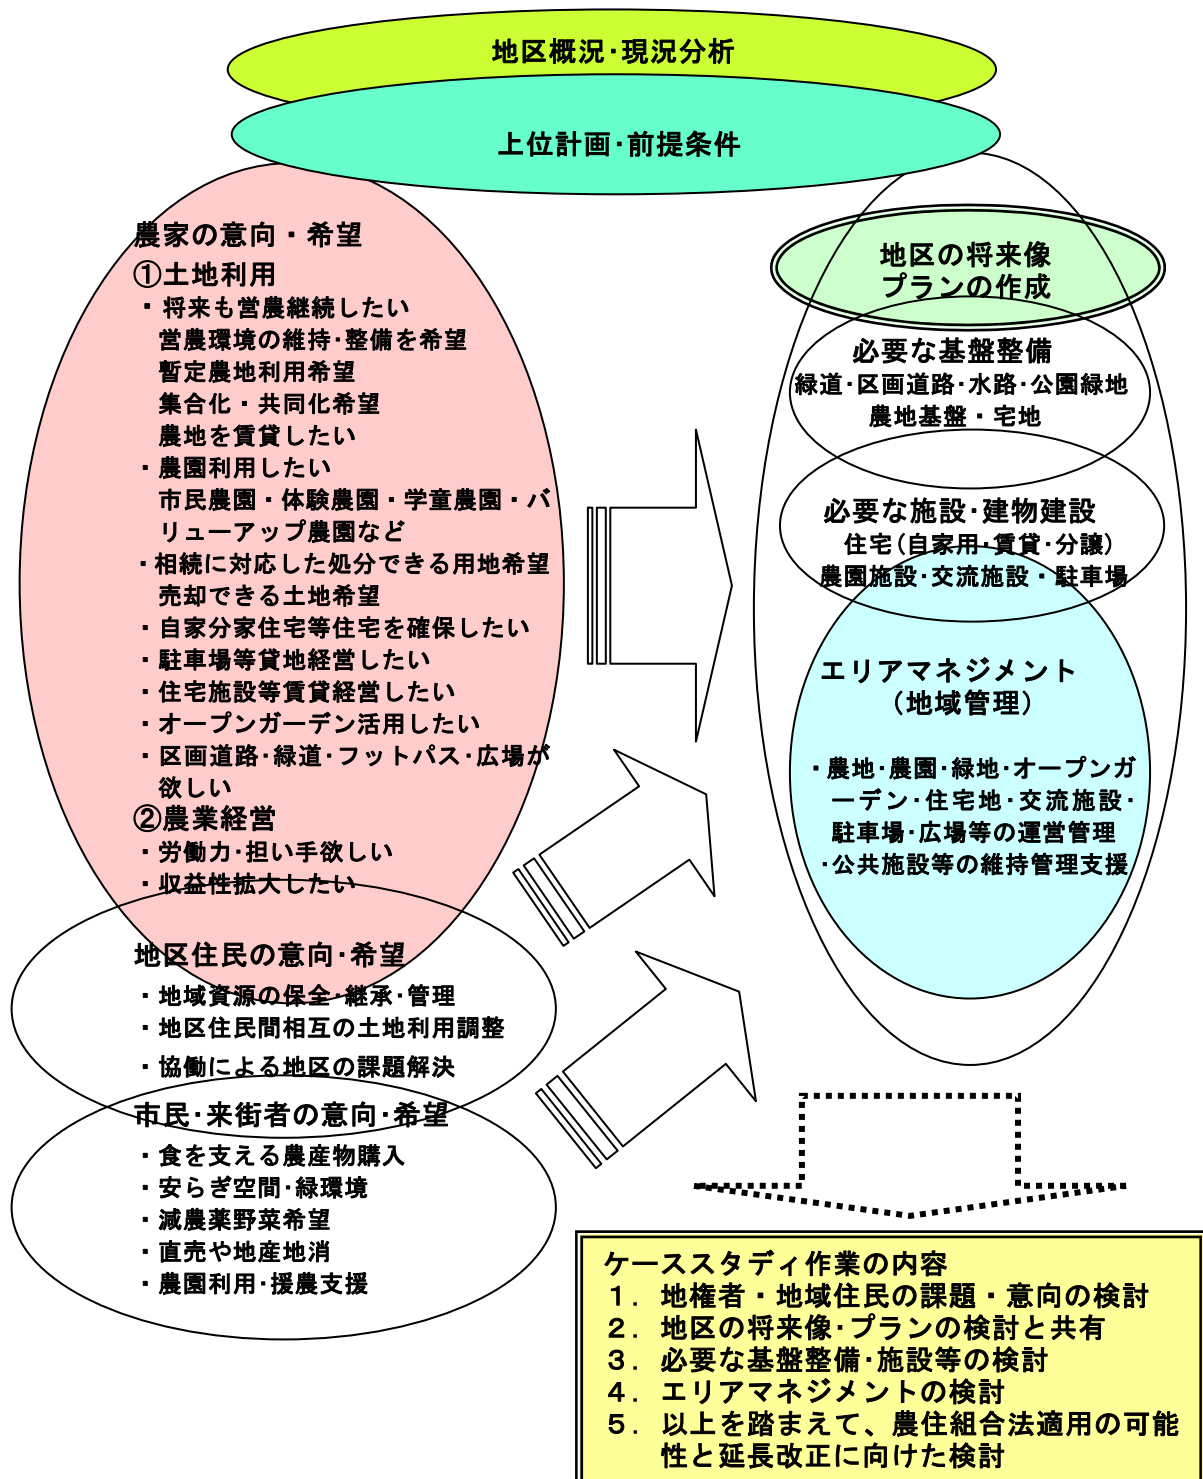 地区概況･現況分析
上位計画･前提条件
農家の意向・希望
①土地利用
・将来も営農継続したい
営農環境の維持･整備を希望
暫定農地利用希望
集合化・共同化希望
農地を賃貸したい
・農園利用したい
市民農園・体験農園・学童農園・バ
リューアップ農園など
・相続に対応した処分できる用地希望
売却できる土地希望
・自家分家住宅等住宅を確保したい
・駐車場等貸地経営したい
・住宅施設等賃貸経営したい
・オープンガーデン活用したい
・区画道路･緑道･フットパス･広場が
欲しい
②農業経営
・労働力･担い手欲しい
・収益性拡大したい
地区住民の意向･希望
・地域資源の保全･継承･管理
・地区住民間相互の土地利用調整
・協働による地区の課題解決
市民･来街者の意向･希望
・食を支える農産物購入
・安らぎ空間･緑環境
・減農薬野菜希望
・直売や地産地消
・農園利用･援農支援
地区の将来像
プランの作成
必要な基盤整備
緑道･区画道路･水路･公園緑地
農地基盤・宅地
必要な施設･建物建設
住宅(自家用･賃貸･分譲)
農園施設･交流施設・駐車場
エリアマネジメント
（地域管理）
・農地･農園･緑地･オープンガ
ーデン･住宅地･交流施設･
駐車場･広場等の運営管理
・公共施設等の維持管理支援
ケーススタディ作業の内容
１．地権者・地域住民の課題・意向の検討
２．地区の将来像･プランの検討と共有
３．必要な基盤整備･施設等の検討
４．エリアマネジメントの検討
５．以上を踏まえて、農住組合法適用の可能
性と延長改正に向けた検討